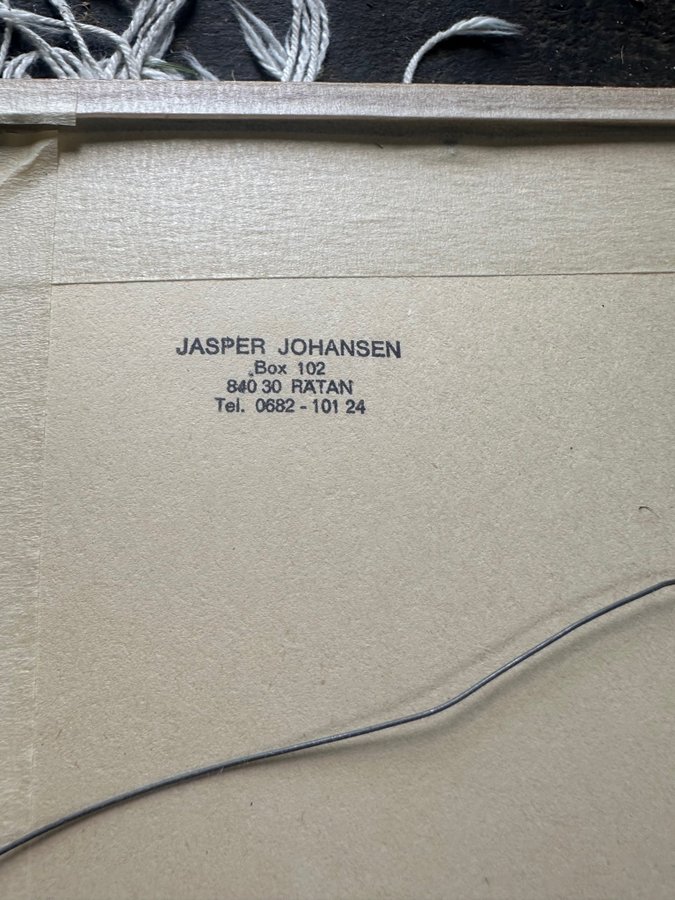 JASPER JOHANSEN
Box 102
840 30 RÄTAN
Tel. 0682 - 101 24